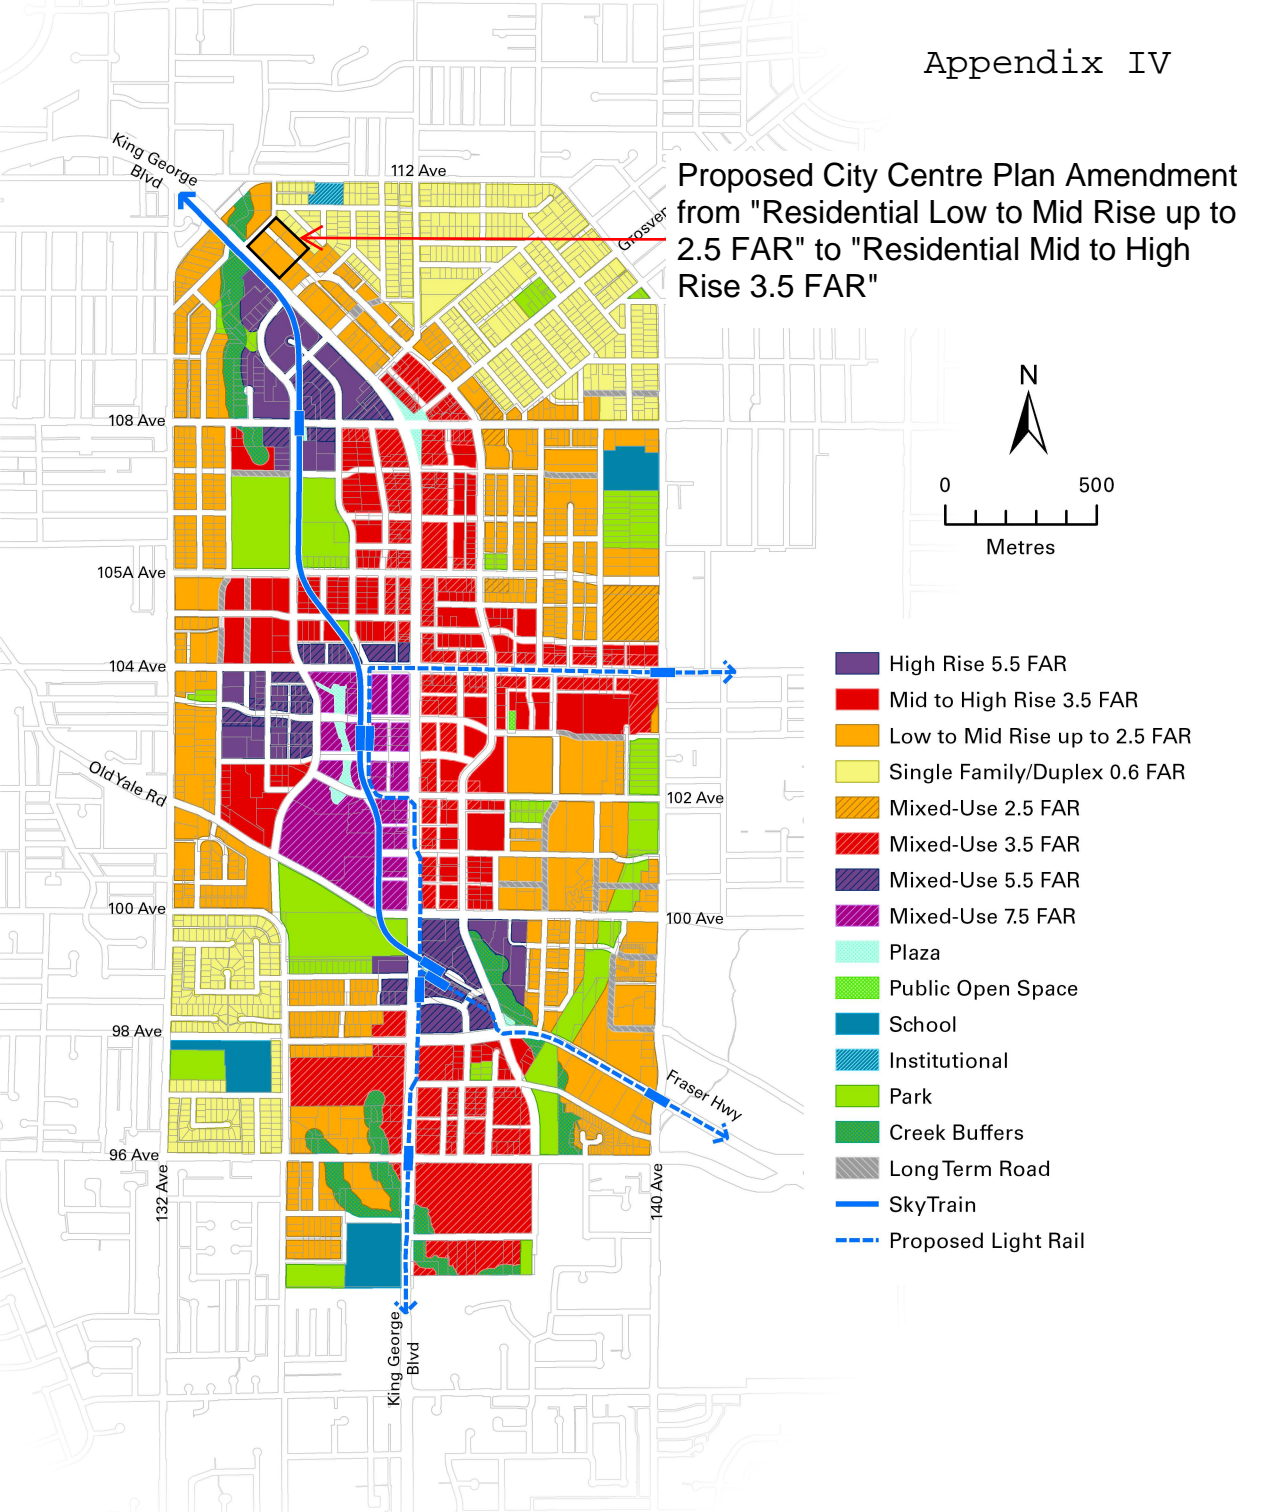 Appendix IV
King George
Blvd
112 Ave
Proposed City Centre Plan Amendment
from "Residential Low to Mid Rise up to
2.5 FAR" to "Residential Mid to High
Rise 3.5 FAR"
N
108 Ave
0 500
Metres
105A Ave
104 Ave
High Rise 5.5 FAR
Mid to High Rise 3.5 FAR
Low to Mid Rise up to 2.5 FAR
Single Family/Duplex 0.6 FAR
Mixed-Use 2.5 FAR
Mixed-Use 3.5 FAR
Mixed-Use 5.5 FAR
Mixed-Use 7.5 FAR
Plaza
Public Open Space
School
Institutional
Park
Creek Buffers
Long Term Road
SkyTrain
Proposed Light Rail
Old Yale Rd
102 Ave
100 Ave
100 Ave
98 Ave
Fraser Hwy
96 Ave
132 Ave
140 Ave
King George
Blvd